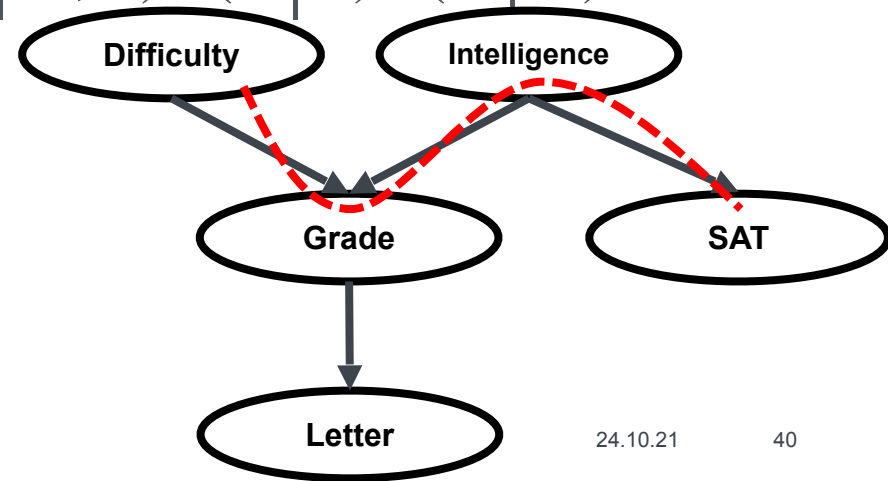 Difficulty
Intelligence
Grade
SAT
Letter
24.10.21
40